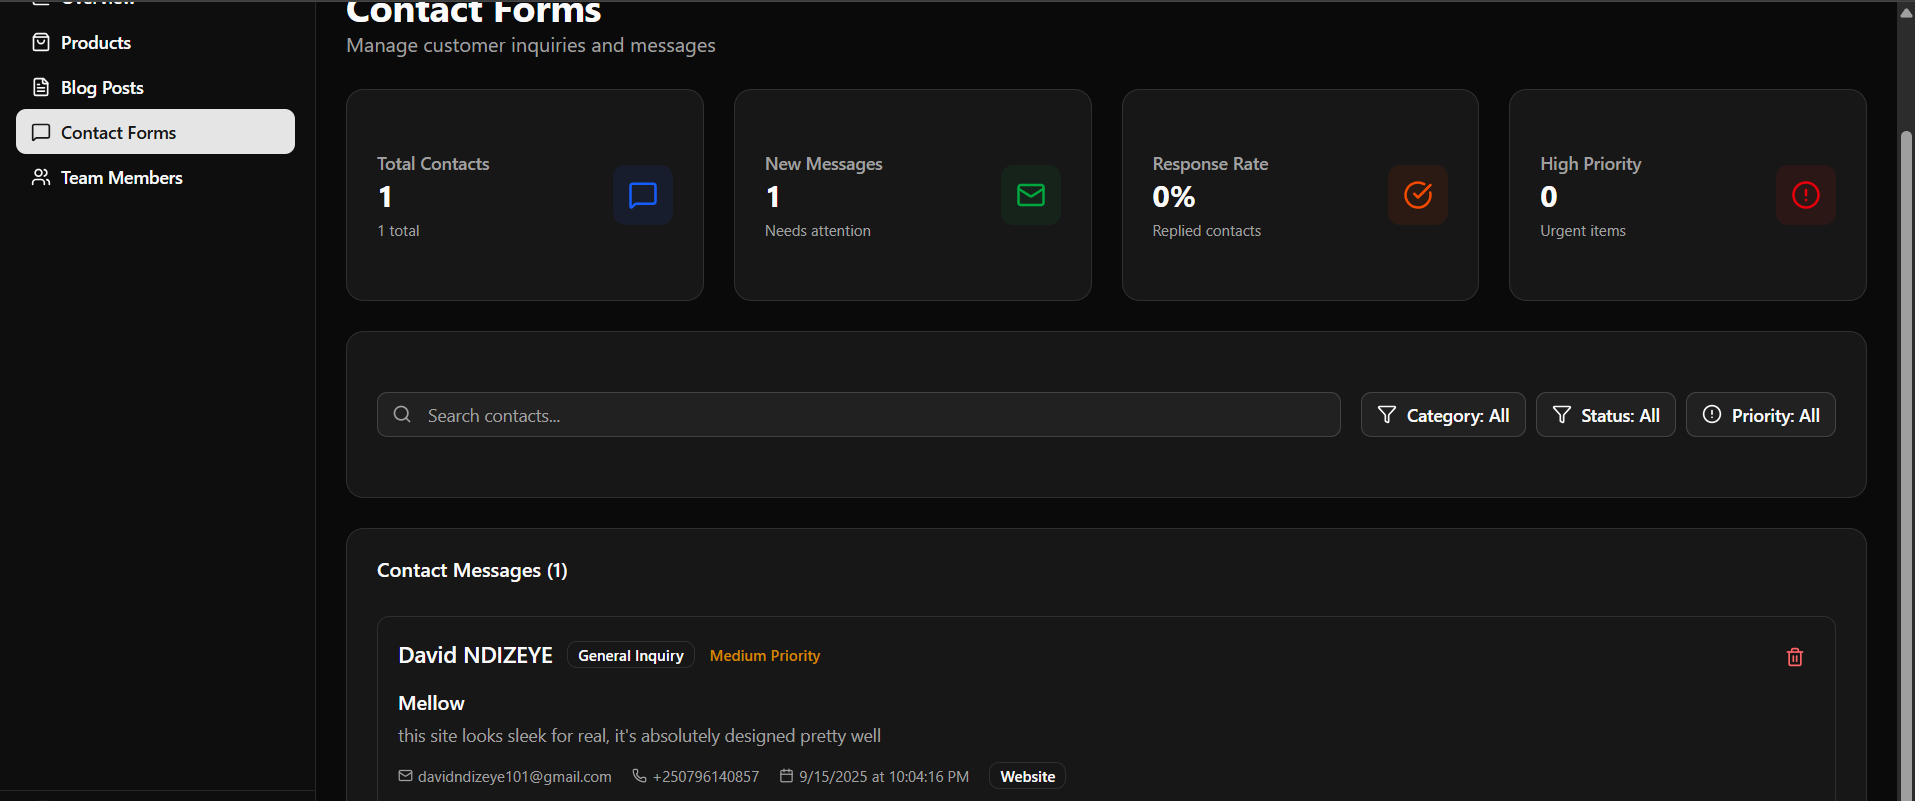 Overview
Products
Blog Posts
Contact Forms
Team Members
Contact Forms
Manage customer inquiries and messages
Total Contacts
1
1 total
New Messages
1
Needs attention
Response Rate
0%
Replied contacts
High Priority
0
Urgent items
Search contacts...
Category: All
Status: All
Priority: All
Contact Messages (1)
David NDIZEYE General Inquiry Medium Priority
Mellow
this site looks sleek for real, it's absolutely designed pretty well
davidndizeye101@gmail.com +250796140857 9/15/2025 at 10:04:16 PM Website